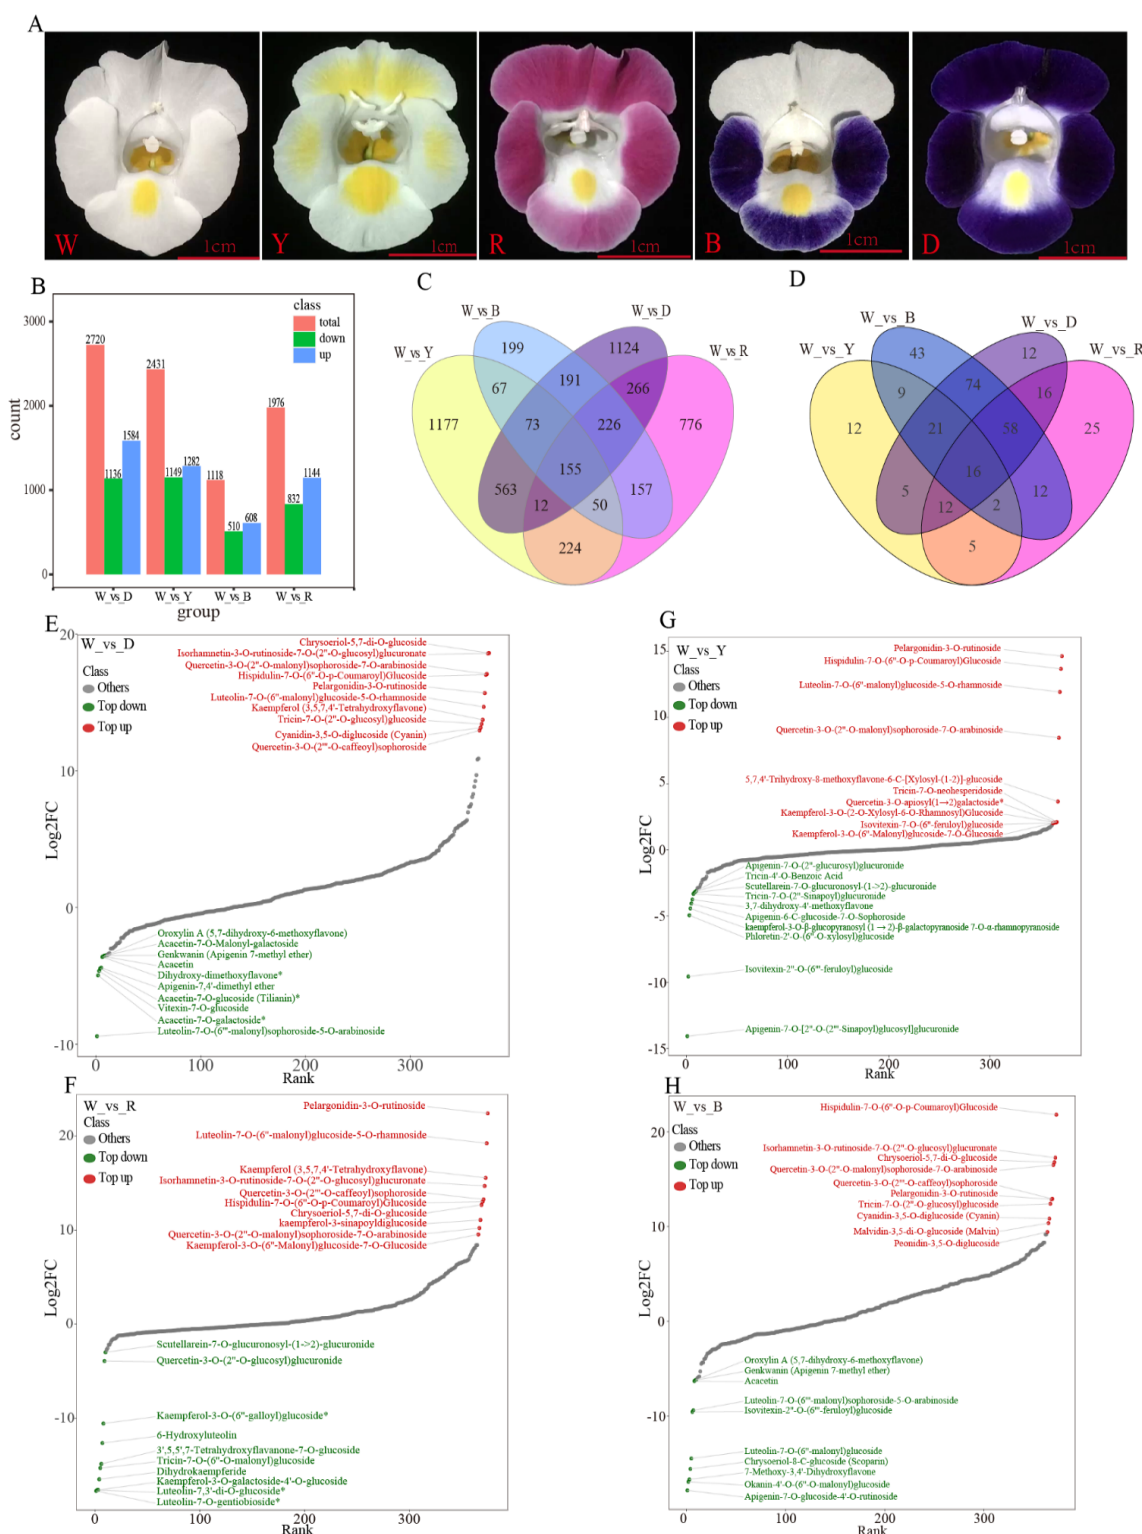 A
W
1cm
Y
1cm
R
1cm
B
1cm
D
1cm
B
class
total
down
up
count
3000
2000
1000
0
2720
1136
1584
2431
1149
1282
1118
510
608
1976
832
1144
W_vs_D
W_vs_Y
W_vs_B
W_vs_R
group
C
W_vs_B
W_vs_D
W_vs_Y
W_vs_R
199
1124
67
191
266
1177
73
226
776
155
563
12
50
157
224
D
W_vs_B
W_vs_D
W_vs_Y
W_vs_R
43
12
9
74
16
12
21
58
25
16
5
12
2
12
5
E
W_vs_D
Class
Others
Top down
Top up
Log2FC
20
10
0
-10
Chrysoeriol-5,7-di-O-glucoside
Isorhamnetin-3-O-rutinoside-7-O-(2"-O-glucosyl)glucuronate
Quercetin-3-O-(2"-O-malonyl)sophoroside-7-O-arabinoside
Hispidulin-7-O-(6"-O-p-Coumaroyl)Glucoside
Pelargonidin-3-O-rutinoside
Luteolin-7-O-(6"-malonyl)glucoside-5-O-rhamnoside
Kaempferol (3,5,7,4'-Tetrahydroxyflavone)
Tricin-7-O-(2"-O-glucosyl)glucoside
Cyanidin-3,5-O-diglucoside (Cyanin)
Quercetin-3-O-(2'"-O-caffeoyl)sophoroside
Oroxylin A (5,7-dihydroxy-6-methoxyflavone)
Acacetin-7-O-Malonyl-galactoside
Genkwanin (Apigenin 7-methyl ether)
Acacetin
Dihydroxy-dimethoxyflavone*
Apigenin-7,4'-dimethyl ether
Acacetin-7-O-glucoside (Tilianin)*
Vitexin-7-O-glucoside
Acacetin-7-O-galactoside*
Luteolin-7-O-(6'"-malonyl)sophoroside-5-O-arabinoside
0
100
200
300
Rank
G
W_vs_Y
Class
Others
Top down
Top up
Log2FC
15
10
5
0
-5
-10
-15
Pelargonidin-3-O-rutinoside
Hispidulin-7-O-(6"-O-p-Coumaroyl)Glucoside
Luteolin-7-O-(6"-malonyl)glucoside-5-O-rhamnoside
Quercetin-3-O-(2"-O-malonyl)sophoroside-7-O-arabinoside
5,7,4'-Trihydroxy-8-methoxyflavone-6-C-[Xylosyl-(1-2)]-glucoside
Tricin-7-O-neohesperidoside
Quercetin-3-O-apiosyl(1→2)galactoside*
Kaempferol-3-O-(2-O-Xylosyl-6-O-Rhamnosyl)Glucoside
Isovitexin-7-O-(6'"-feruloyl)glucoside
Kaempferol-3-O-(6"-Malonyl)glucoside-7-O-Glucoside
Apigenin-7-O-(2"-glucurosyl)glucuronide
Tricin-4'-O-Benzoic Acid
Scutellarein-7-O-glucuronosyl-(1->2)-glucuronide
Tricin-7-O-(2"-Sinapoyl)glucuronide
3,7-dihydroxy-4'-methoxyflavone
Apigenin-6-C-glucoside-7-O-Sophoroside
kaempferol-3-O-β-glucopyranosyl (1 → 2)-β-galactopyranoside 7-O-α-rhamnopyranoside
Phloretin-2'-O-(6"-O-xylosyl)glucoside
Isovitexin-2"-O-(6'"-feruloyl)glucoside
Apigenin-7-O-[2"-O-(2'"-Sinapoyl)glucosyl]glucuronide
0
100
200
300
Rank
F
W_vs_R
Class
Others
Top down
Top up
Log2FC
20
10
0
-10
Pelargonidin-3-O-rutinoside
Luteolin-7-O-(6"-malonyl)glucoside-5-O-rhamnoside
Kaempferol (3,5,7,4'-Tetrahydroxyflavone)
Isorhamnetin-3-O-rutinoside-7-O-(2"-O-glucosyl)glucuronate
Quercetin-3-O-(2'"-O-caffeoyl)sophoroside
Hispidulin-7-O-(6"-O-p-Coumaroyl)Glucoside
Chrysoeriol-5,7-di-O-glucoside
kaempferol-3-sinapoyldiglucoside
Quercetin-3-O-(2"-O-malonyl)sophoroside-7-O-arabinoside
Kaempferol-3-O-(6"-Malonyl)glucoside-7-O-Glucoside
Scutellarein-7-O-glucuronosyl-(1->2)-glucuronide
Quercetin-3-O-(2"-O-glucosyl)glucuronide
Kaempferol-3-O-(6"-galloyl)glucoside*
6-Hydroxyluteolin
3',5,5',7-Tetrahydroxyflavanone-7-O-glucoside
Tricin-7-O-(6"-O-malonyl)glucoside
Dihydrokaempferide
Kaempferol-3-O-galactoside-4'-O-glucoside
Luteolin-7,3'-di-O-glucoside*
Luteolin-7-O-gentiobioside*
0
100
200
300
Rank
H
W_vs_B
Class
Others
Top down
Top up
Log2FC
20
10
0
-10
Hispidulin-7-O-(6"-O-p-Coumaroyl)Glucoside
Isorhamnetin-3-O-rutinoside-7-O-(2"-O-glucosyl)glucuronate
Chrysoeriol-5,7-di-O-glucoside
Quercetin-3-O-(2"-O-malonyl)sophoroside-7-O-arabinoside
Quercetin-3-O-(2'"-O-caffeoyl)sophoroside
Pelargonidin-3-O-rutinoside
Tricin-7-O-(2"-O-glucosyl)glucoside
Cyanidin-3,5-O-diglucoside (Cyanin)
Malvidin-3,5-di-O-glucoside (Malvin)
Peonidin-3,5-O-diglucoside
Oroxylin A (5,7-dihydroxy-6-methoxyflavone)
Genkwanin (Apigenin 7-methyl ether)
Acacetin
Luteolin-7-O-(6'"-malonyl)sophoroside-5-O-arabinoside
Isovitexin-2"-O-(6'"-feruloyl)glucoside
Luteolin-7-O-(6"-malonyl)glucoside
Chrysoeriol-8-C-glucoside (Scoparin)
7-Methoxy-3,4'-Dihydroxyflavone
Okanin-4'-O-(6"-O-malonyl)glucoside
Apigenin-7-O-glucoside-4'-O-rutinoside
0
100
200
300
Rank